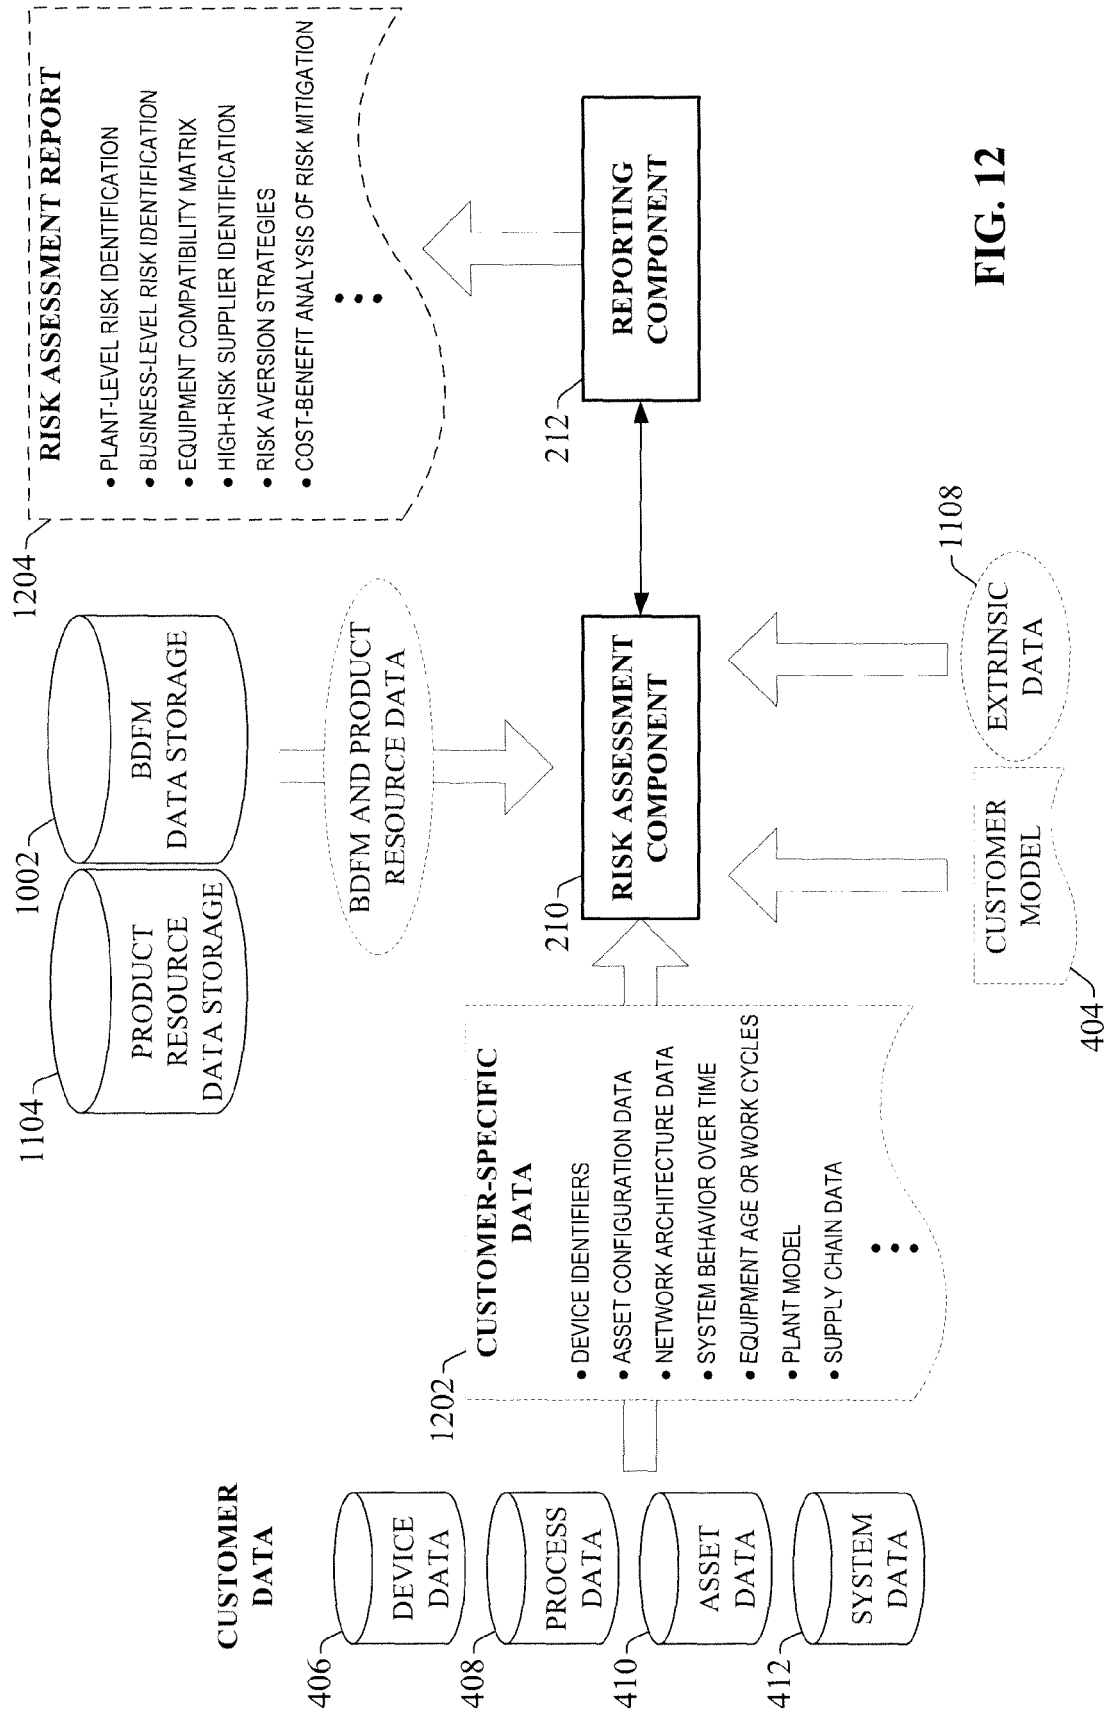 CUSTOMER
DATA
406
DEVICE
DATA
408
PROCESS
DATA
410
ASSET
DATA
412
SYSTEM
DATA
1202
CUSTOMER-SPECIFIC
DATA
• DEVICE IDENTIFIERS
• ASSET CONFIGURATION DATA
• NETWORK ARCHITECTURE DATA
• SYSTEM BEHAVIOR OVER TIME
• EQUIPMENT AGE OR WORK CYCLES
• PLANT MODEL
• SUPPLY CHAIN DATA
1104
PRODUCT
RESOURCE
DATA STORAGE
1002
BDFM
DATA STORAGE
BDFM AND PRODUCT
RESOURCE DATA
210
RISK ASSESSMENT
COMPONENT
404
CUSTOMER
MODEL
1108
EXTRINSIC
DATA
1204
RISK ASSESSMENT REPORT
• PLANT-LEVEL RISK IDENTIFICATION
• BUSINESS-LEVEL RISK IDENTIFICATION
• EQUIPMENT COMPATIBILITY MATRIX
• HIGH-RISK SUPPLIER IDENTIFICATION
• RISK AVERSION STRATEGIES
• COST-BENEFIT ANALYSIS OF RISK MITIGATION
212
REPORTING
COMPONENT
FIG. 12